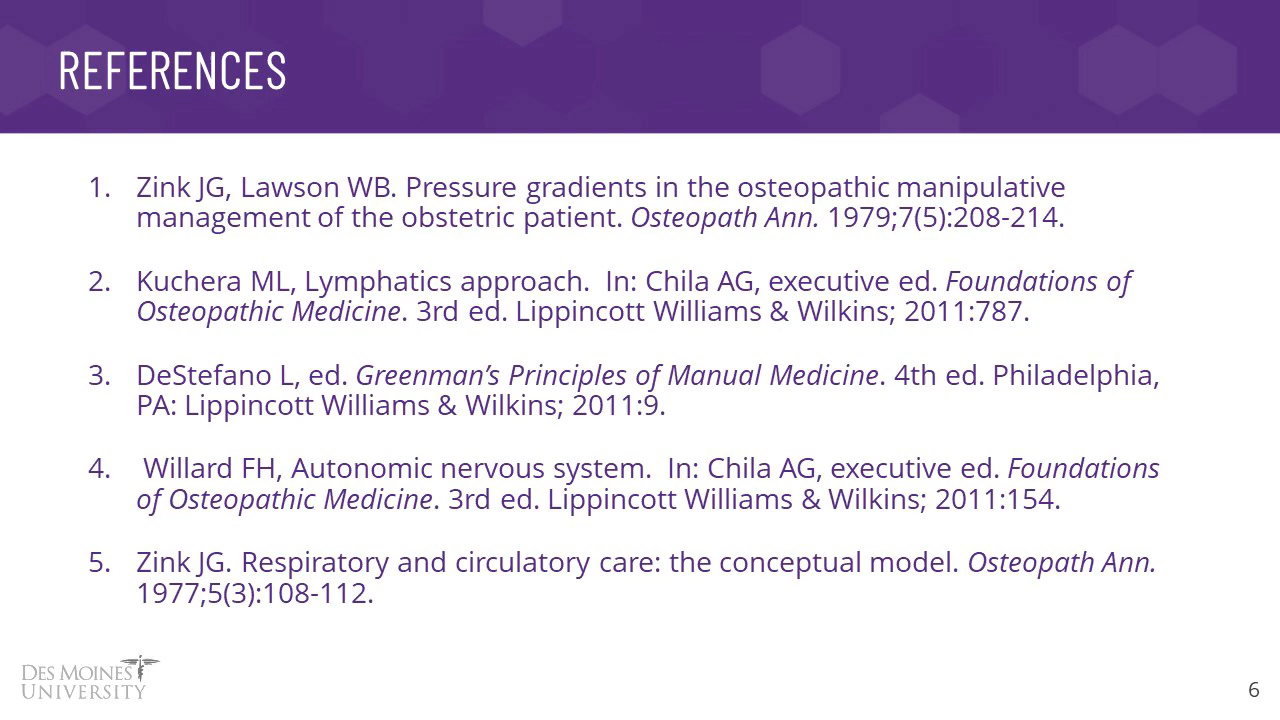 REFERENCES
1. Zink JG, Lawson WB. Pressure gradients in the osteopathic manipulative
management of the obstetric patient. Osteopath Ann. 1979;7(5):208-214.
2. Kuchera ML, Lymphatics approach.  In: Chila AG, executive ed. Foundations of
Osteopathic Medicine. 3rd ed. Lippincott Williams & Wilkins; 2011:787.
3. DeStefano L, ed. Greenman’s Principles of Manual Medicine. 4th ed. Philadelphia,
PA: Lippincott Williams & Wilkins; 2011:9.
4. Willard FH, Autonomic nervous system.  In: Chila AG, executive ed. Foundations
of Osteopathic Medicine. 3rd ed. Lippincott Williams & Wilkins; 2011:154.
5. Zink JG. Respiratory and circulatory care: the conceptual model. Osteopath Ann.
1977;5(3):108-112.
DES MOINES
UNIVERSITY
6